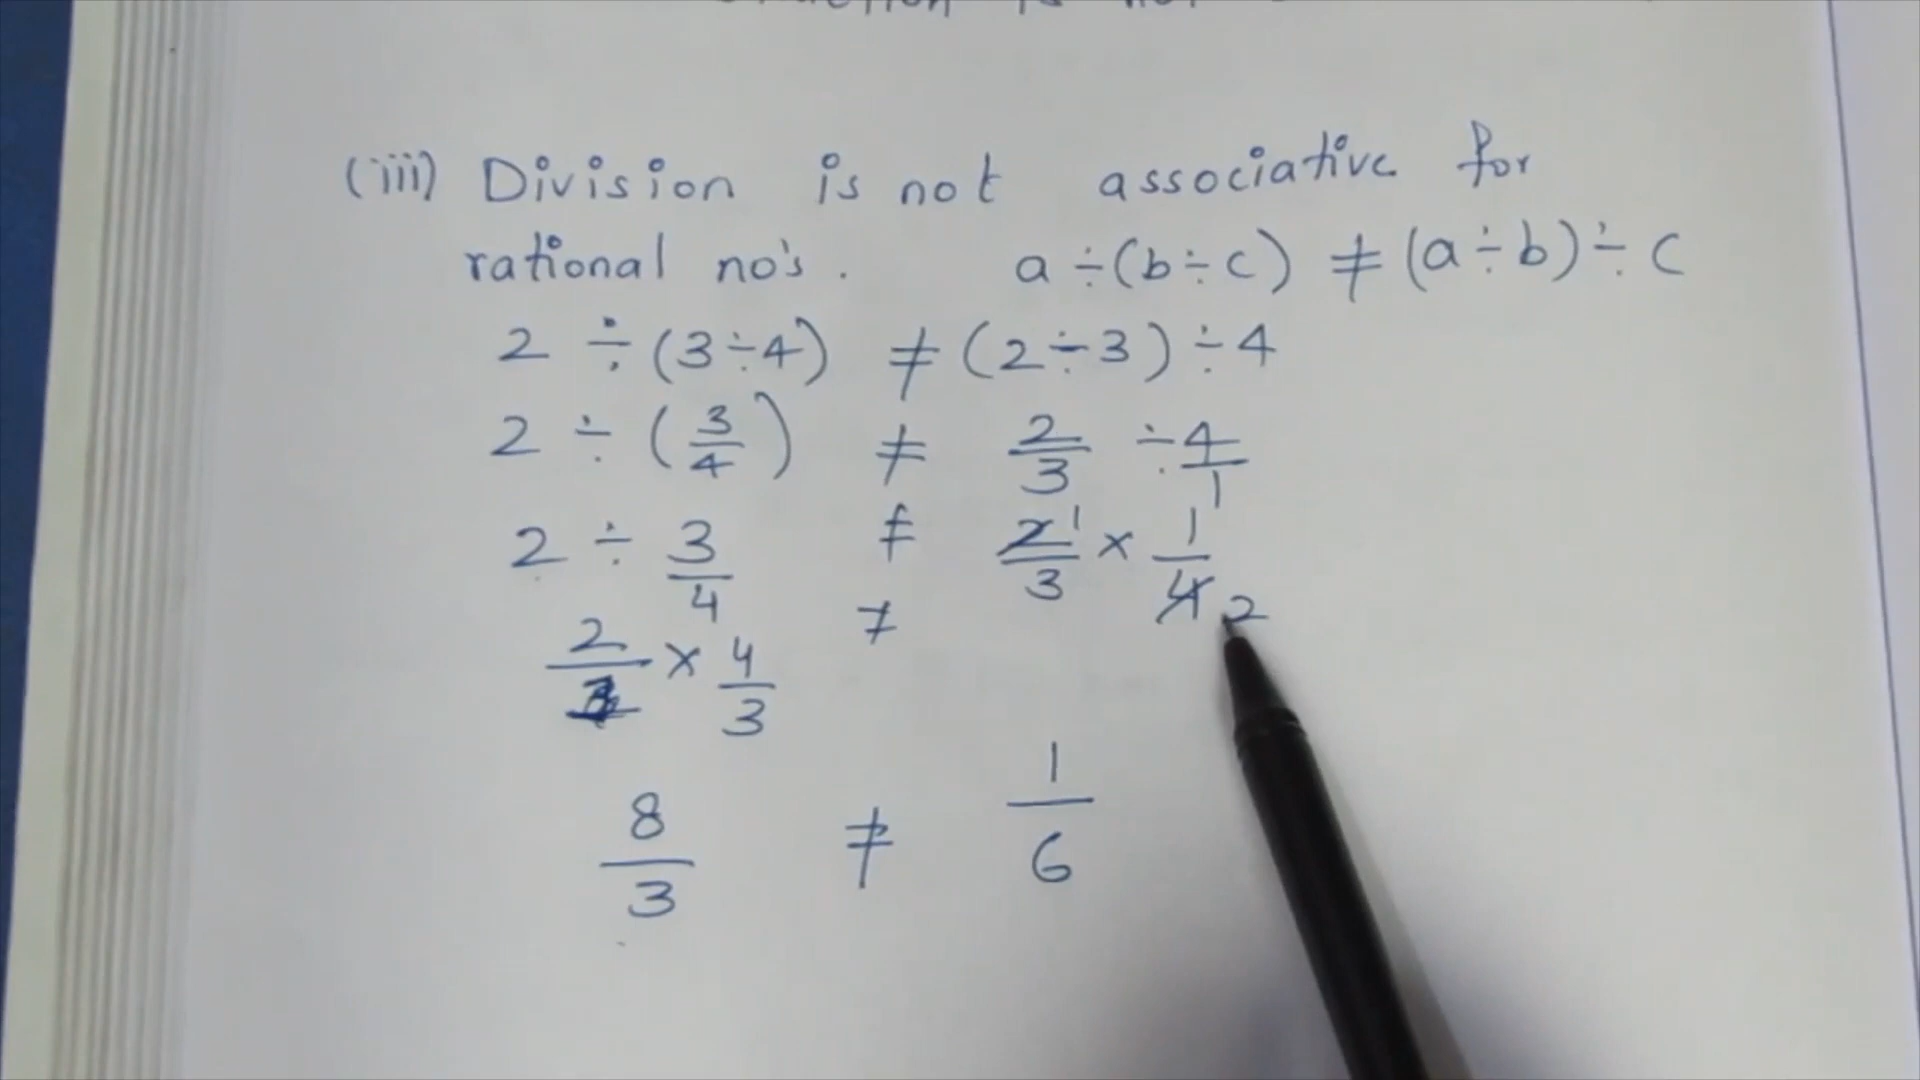 (iii) Division is not associative for
rational no's. a ÷ (b ÷ c) ≠ (a ÷ b) ÷ c
2 ÷ (3 ÷ 4) ≠ (2 ÷ 3) ÷ 4
2 ÷ (3/4) ≠ 2/3 ÷ 4/1
2 ÷ 3/4 ≠ 2/3 1 × 1/4 2
2 × 4/3 ≠
8/3 ≠ 1/6